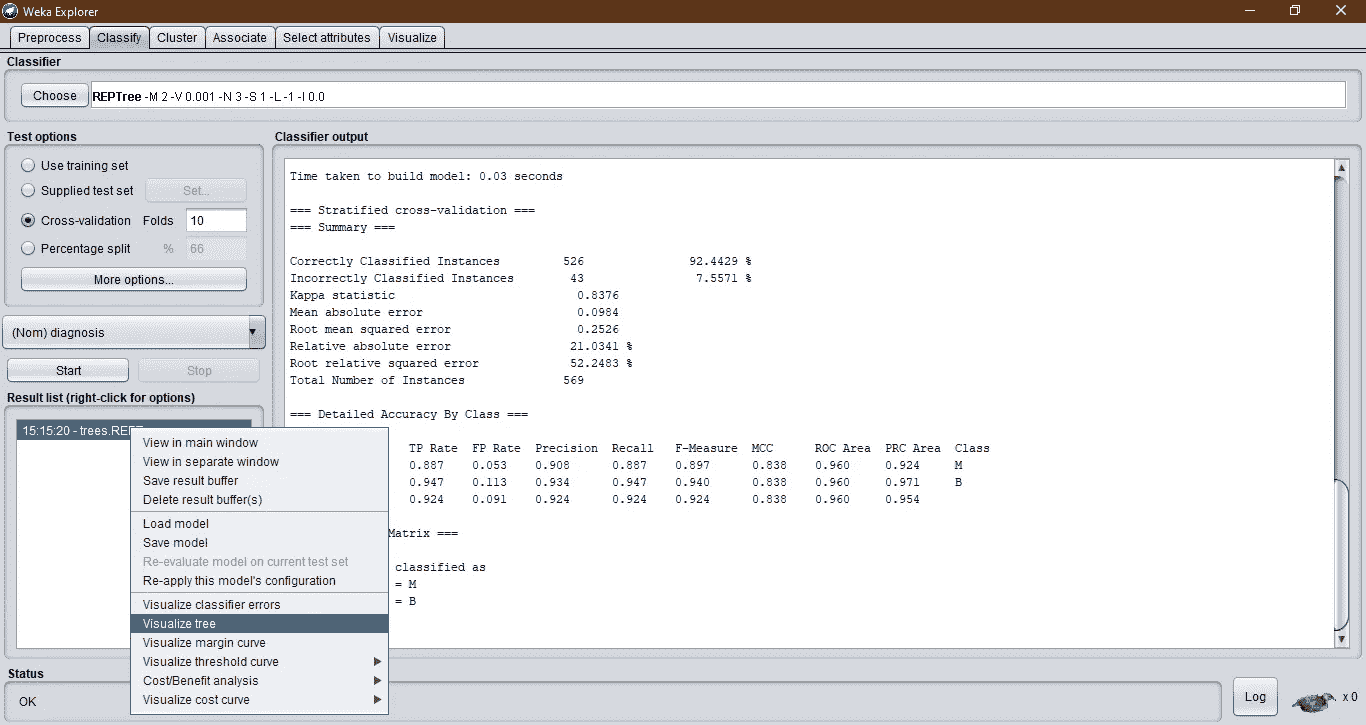 Weka Explorer
Preprocess Classify Cluster Associate Select attributes Visualize
Classifier
Choose REPTree -M 2 -V 0.001 -N 3 -S 1 -L -1 -I 0.0
Test options
Use training set
Supplied test set Set...
Cross-validation Folds 10
Percentage split % 66
More options...
(Nom) diagnosis
Start Stop
Result list (right-click for options)
15:15:20 - trees.REPT
View in main window
View in separate window
Save result buffer
Delete result buffer(s)
Load model
Save model
Re-evaluate model on current test set
Re-apply this model's configuration
Visualize classifier errors
Visualize tree
Visualize margin curve
Visualize threshold curve
Cost/Benefit analysis
Visualize cost curve
Classifier output
Time taken to build model: 0.03 seconds
=== Stratified cross-validation ===
=== Summary ===
Correctly Classified Instances 526 92.4429 %
Incorrectly Classified Instances 43 7.5571 %
Kappa statistic 0.8376
Mean absolute error 0.0984
Root mean squared error 0.2526
Relative absolute error 21.0341 %
Root relative squared error 52.2483 %
Total Number of Instances 569
=== Detailed Accuracy By Class ===
TP Rate FP Rate Precision Recall F-Measure MCC ROC Area PRC Area Class
0.887 0.053 0.908 0.887 0.897 0.838 0.960 0.924 M
0.947 0.113 0.934 0.947 0.940 0.838 0.960 0.971 B
0.924 0.091 0.924 0.924 0.924 0.838 0.960 0.954
Matrix ===
classified as
= M
= B
Status
OK
Log
x 0